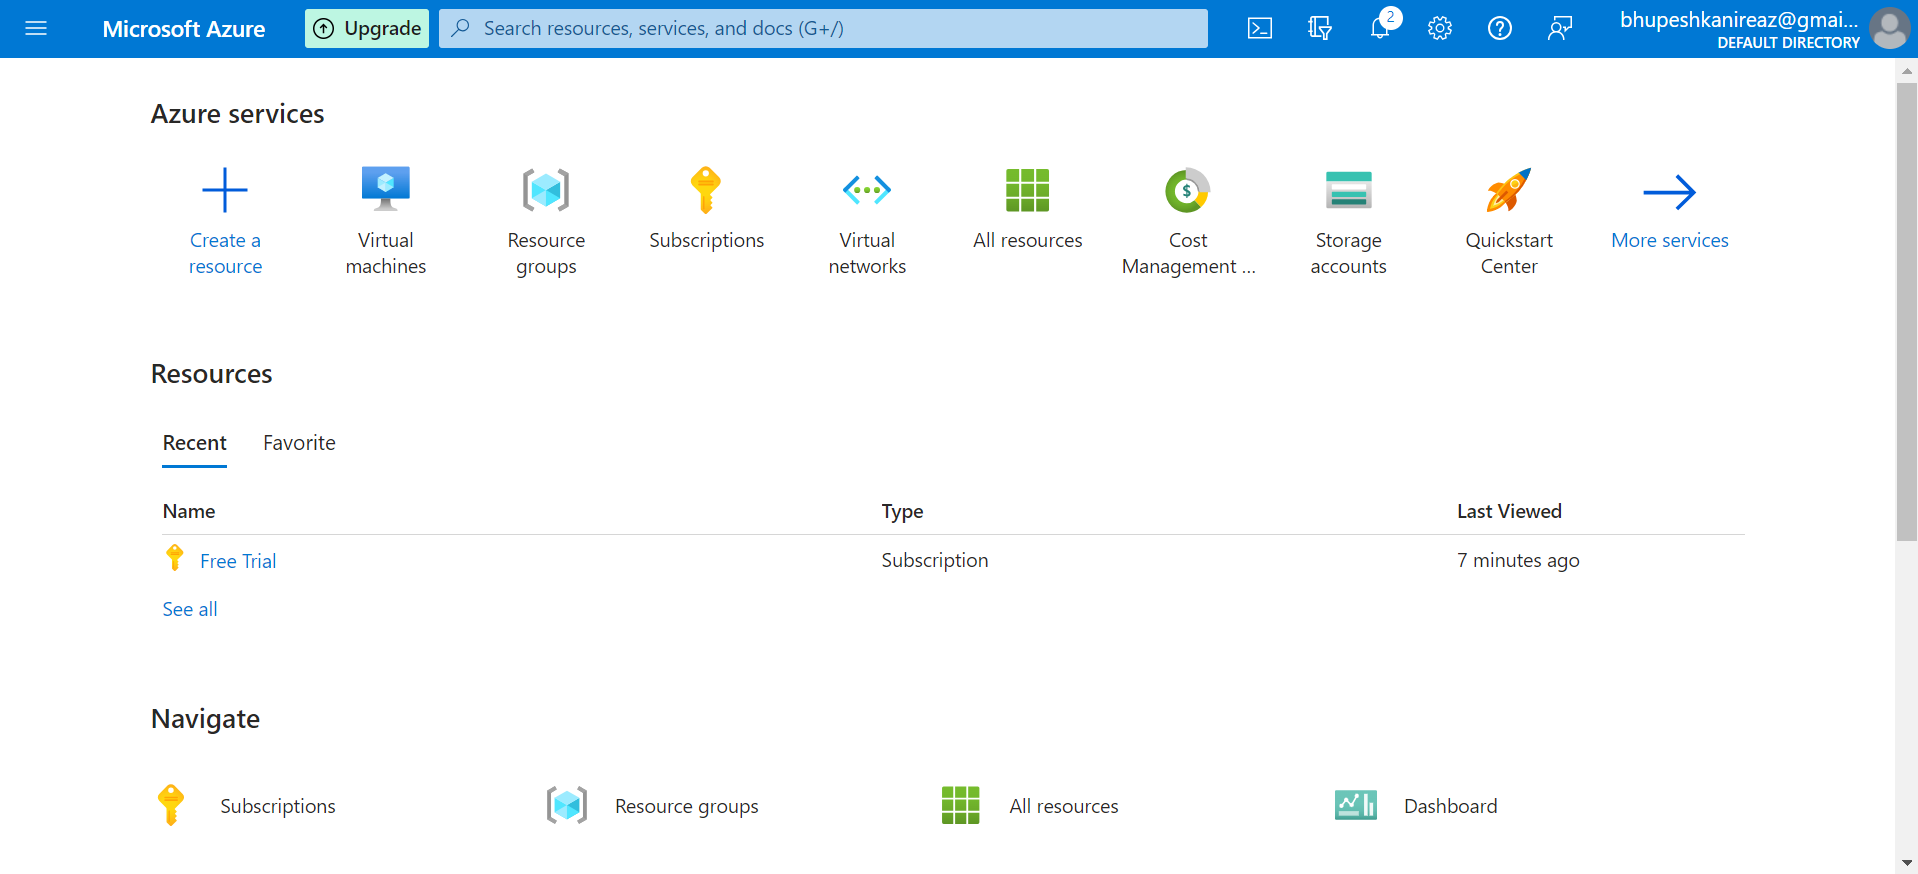 Microsoft Azure
Upgrade
Search resources, services, and docs (G+/)
2
bhupeshkanireaz@gmai...
DEFAULT DIRECTORY
Azure services
Create a
resource
Virtual
machines
Resource
groups
Subscriptions
Virtual
networks
All resources
Cost
Management ...
Storage
accounts
Quickstart
Center
More services
Resources
Recent
Favorite
Name
Type
Last Viewed
Free Trial
Subscription
7 minutes ago
See all
Navigate
Subscriptions
Resource groups
All resources
Dashboard